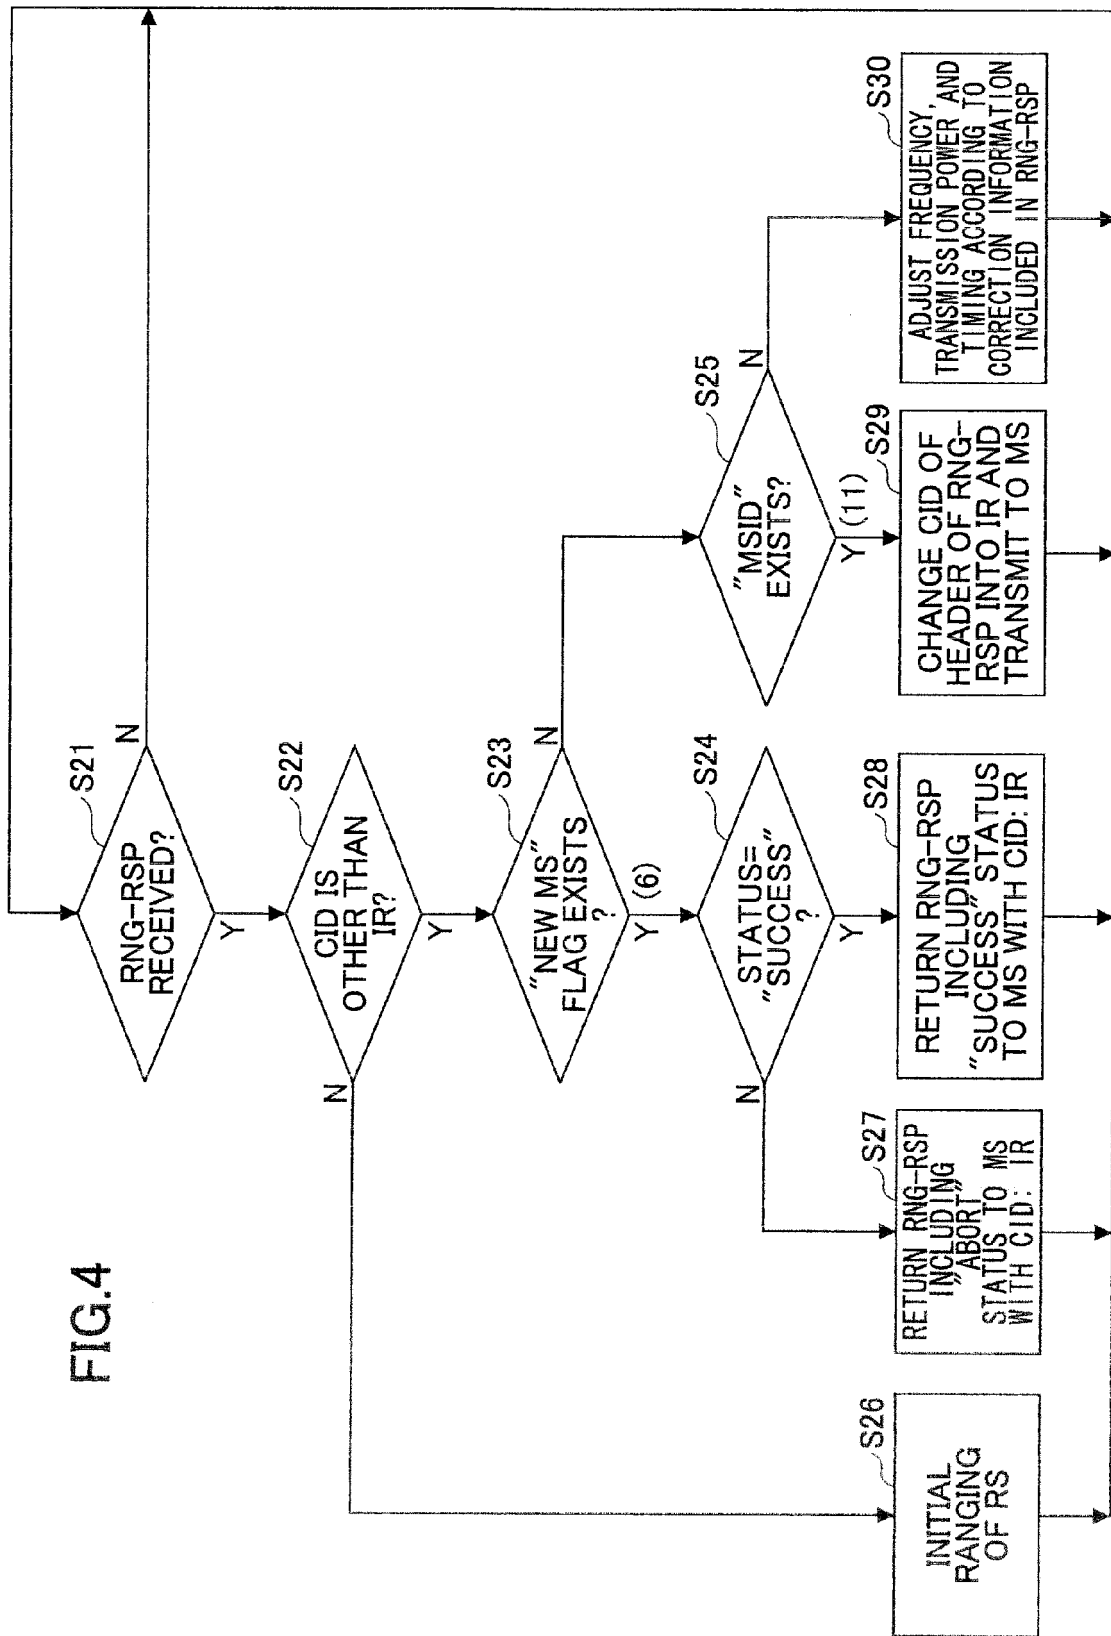 FIG.4
S21
RNG-RSP
RECEIVED?
N
Y
S22
CID IS
OTHER THAN
IR?
N
Y
S23
"NEW MS"
FLAG EXISTS
?
N
Y
(6)
S24
STATUS=
"SUCCESS"
?
N
Y
S25
"MSID"
EXISTS?
N
Y
(11)
S26
INITIAL
RANGING
OF RS
S27
RETURN RNG-RSP
INCLUDING
"ABORT"
STATUS TO MS
WITH CID: IR
S28
RETURN RNG-RSP
INCLUDING
"SUCCESS" STATUS
TO MS WITH CID: IR
S29
CHANGE CID OF
HEADER OF RNG-
RSP INTO IR AND
TRANSMIT TO MS
S30
ADJUST FREQUENCY,
TRANSMISSION POWER AND
TIMING ACCORDING TO
CORRECTION INFORMATION
INCLUDED IN RNG-RSP